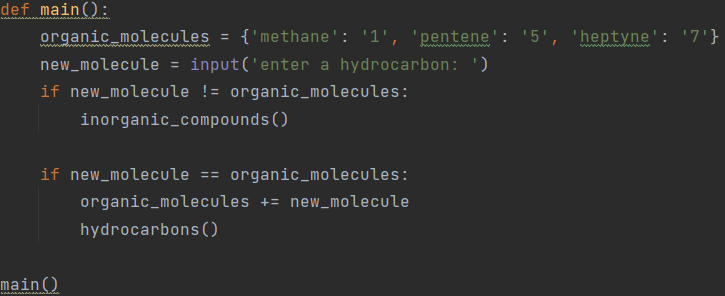 def main():
    organic_molecules = {'methane': '1', 'pentene': '5', 'heptyne': '7'}
    new_molecule = input('enter a hydrocarbon: ')
    if new_molecule != organic_molecules:
        inorganic_compounds()

    if new_molecule == organic_molecules:
        organic_molecules += new_molecule
        hydrocarbons()

main()